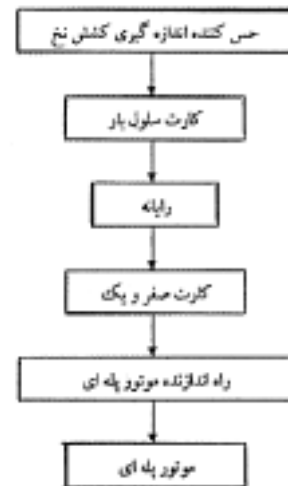 حس کننده اندازه گیری کشش نخ
کارت سلول بار
رایانه
کارت صفر و یک
راه اندازنده موتور پله ای
موتور پله ای